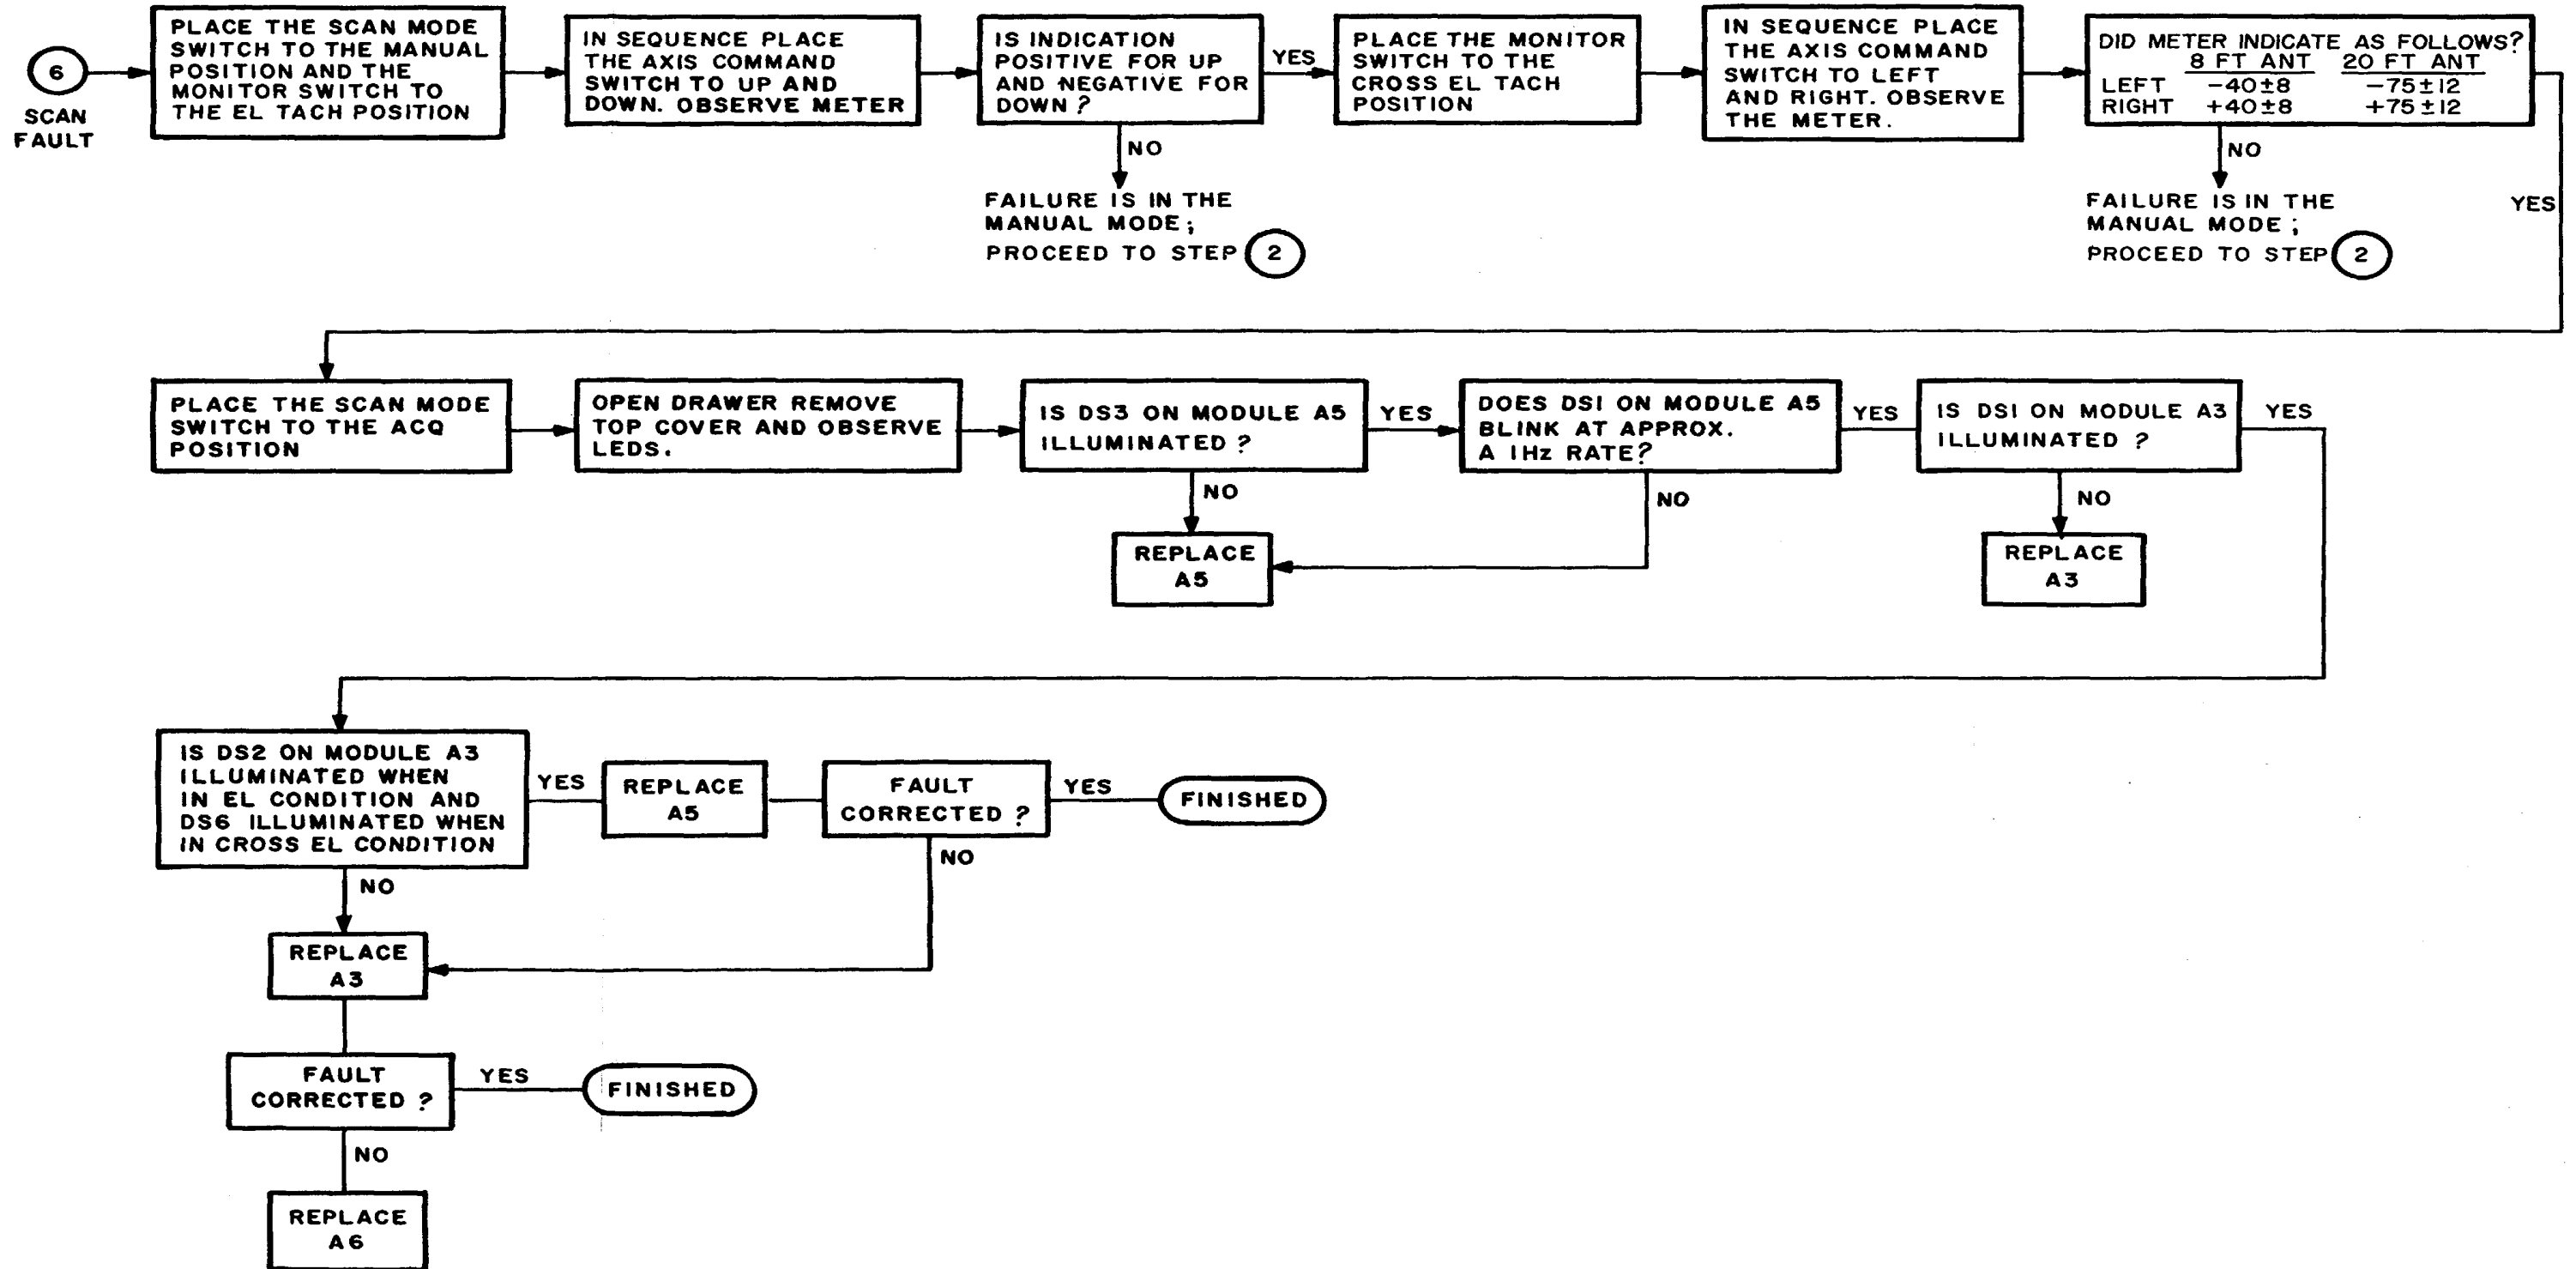 6
SCAN
FAULT
PLACE THE SCAN MODE
SWITCH TO THE MANUAL
POSITION AND THE
MONITOR SWITCH TO
THE EL TACH POSITION
IN SEQUENCE PLACE
THE AXIS COMMAND
SWITCH TO UP AND
DOWN. OBSERVE METER
IS INDICATION
POSITIVE FOR UP
AND NEGATIVE FOR
DOWN ?
YES
NO
FAILURE IS IN THE
MANUAL MODE;
PROCEED TO STEP 2
PLACE THE MONITOR
SWITCH TO THE
CROSS EL TACH
POSITION
IN SEQUENCE PLACE
THE AXIS COMMAND
SWITCH TO LEFT
AND RIGHT. OBSERVE
THE METER.
DID METER INDICATE AS FOLLOWS?
8 FT ANT 20 FT ANT
LEFT -40±8 -75±12
RIGHT +40±8 +75±12
NO
FAILURE IS IN THE
MANUAL MODE;
PROCEED TO STEP 2
YES
PLACE THE SCAN MODE
SWITCH TO THE ACQ
POSITION
OPEN DRAWER REMOVE
TOP COVER AND OBSERVE
LEDS.
IS DS3 ON MODULE A5
ILLUMINATED ?
YES
NO
REPLACE
A5
DOES DS1 ON MODULE A5
BLINK AT APPROX.
A 1Hz RATE?
YES
NO
IS DS1 ON MODULE A3
ILLUMINATED ?
YES
NO
REPLACE
A3
IS DS2 ON MODULE A3
ILLUMINATED WHEN
IN EL CONDITION AND
DS6 ILLUMINATED WHEN
IN CROSS EL CONDITION
YES
REPLACE
A5
FAULT
CORRECTED ?
YES
FINISHED
NO
NO
REPLACE
A3
FAULT
CORRECTED ?
YES
FINISHED
NO
REPLACE
A6